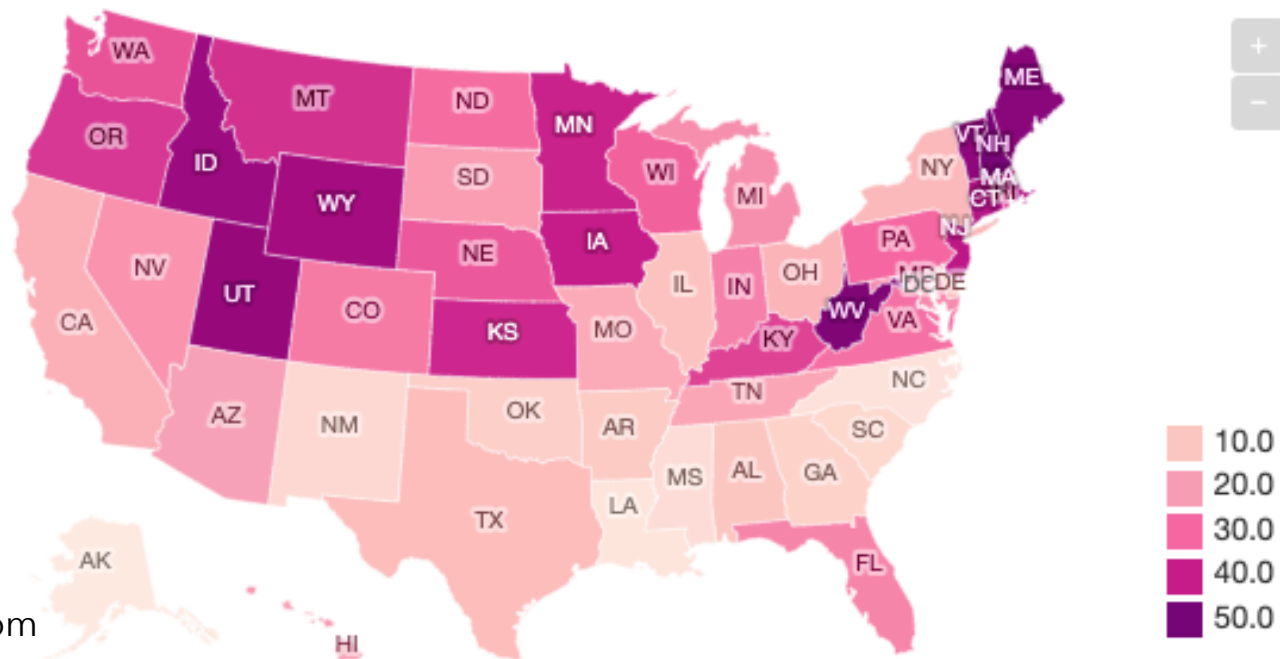 WA
MT
ND
MN
ME
OR
ID
SD
WI
MI
NY
VT
NH
MA
CT
WY
IA
NE
PA
NJ
NV
UT
CO
IL
IN
OH
MD
DC
DE
CA
KS
MO
KY
WV
VA
AZ
NM
OK
AR
TN
NC
SC
TX
LA
MS
AL
GA
AK
HI
FL
+
−
10.0
20.0
30.0
40.0
50.0
om